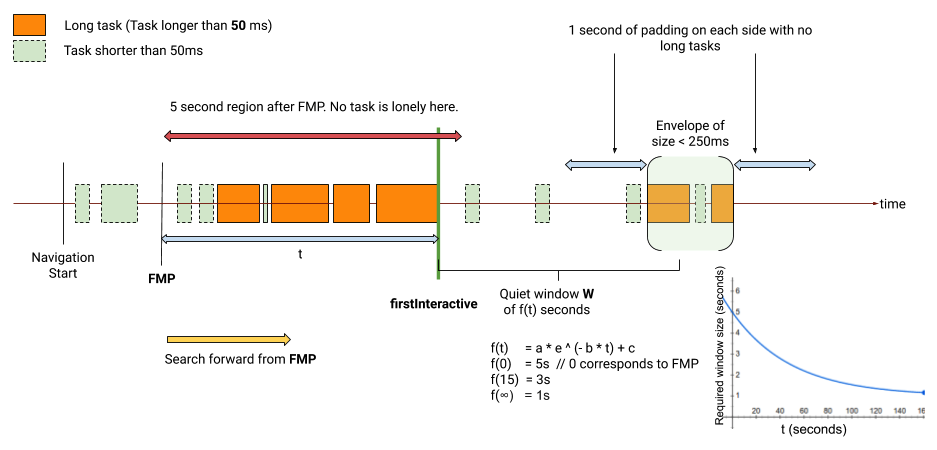 Long task (Task longer than 50 ms)
Task shorter than 50ms
1 second of padding on each side with no
long tasks
5 second region after FMP. No task is lonely here.
Envelope of
size < 250ms
time
Navigation
Start
FMP
t
firstInteractive
Quiet window W
of f(t) seconds
Search forward from FMP
f(t) = a * e ^ (- b * t) + c
f(0) = 5s // 0 corresponds to FMP
f(15) = 3s
f(∞) = 1s
Required window size (seconds)
6
5
4
3
2
1
20 40 60 80 100 120 140 16
t (seconds)